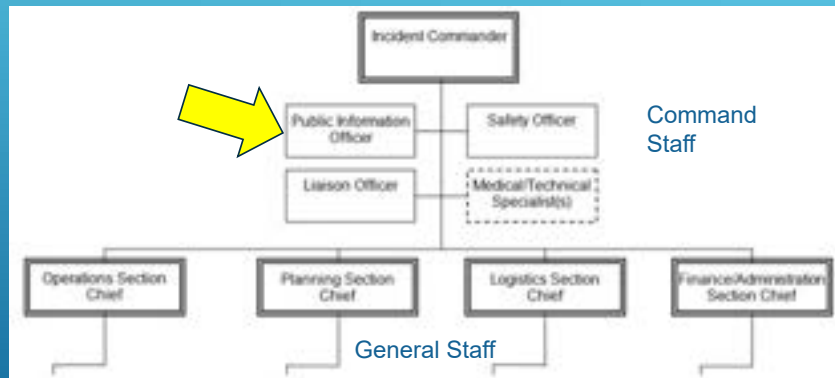 Incident Commander
Public Information
Officer
Safety Officer
Command
Staff
Liaison Officer
Medical/Technical
Specialist(s)
Operations Section
Chief
Planning Section
Chief
Logistics Section
Chief
Finance/Administration
Section Chief
General Staff